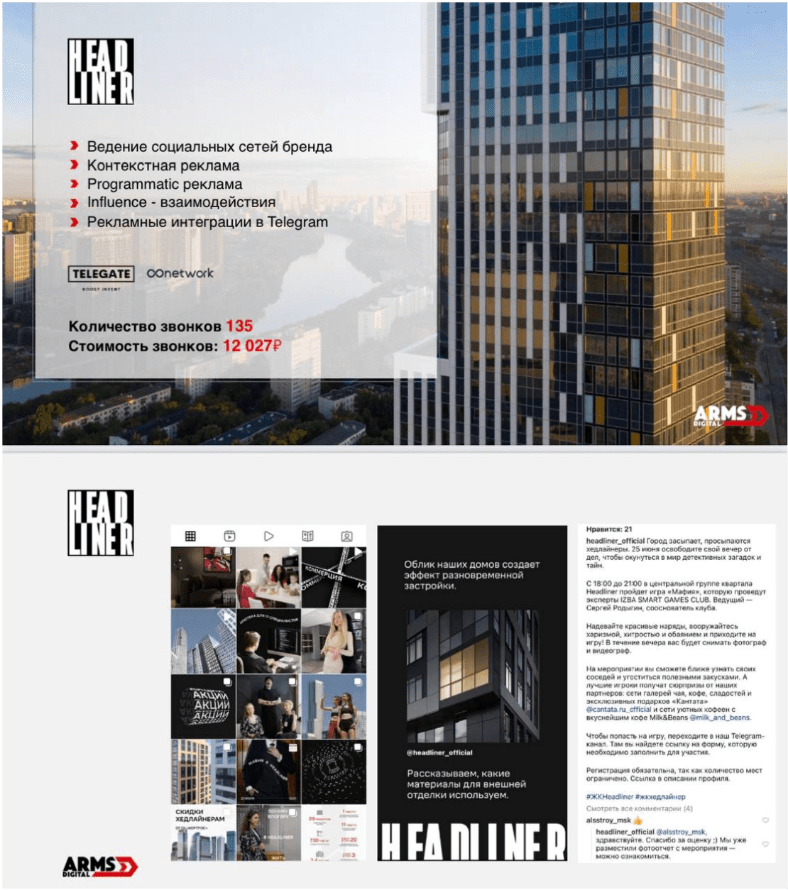 HEAD
LINER
Ведение социальных сетей бренда
Контекстная реклама
Programmatic реклама
Influence - взаимодействия
Рекламные интеграции в Telegram
TELEGATE
BOOST INVENT
OOnetwork
Количество звонков 135
Стоимость звонков: 12 027₽
ARMS
DIGITAL
HEAD
LINER
КОММЕРЦИЯ
АКЦИИ
АКЦИИ
АКЦИИ
СКИДКИ
ХЕДЛАЙНЕРАМ
Облик наших домов создает
эффект разновременной
застройки.
@headliner_official
Рассказываем, какие
материалы для внешней
отделки используем.
HEADLINER
Нравится: 21
headliner_official Город засыпает, просыпаются
хедлайнеры. 25 июня освободите свой вечер от
дел, чтобы окунуться в мир детективных загадок и
тайн.
С 18:00 до 21:00 в центральной группе квартала
Headliner пройдет игра «Мафия», которую проведут
эксперты IZBA SMART GAMES CLUB. Ведущий —
Сергей Родыгин, сооснователь клуба.
Надевайте красивые наряды, вооружайтесь
харизмой, хитростью и обаянием и приходите на
игру! В течение вечера вас будет снимать фотограф
и видеограф.
На мероприятии вы сможете ближе узнать своих
соседей и угоститься полезными закусками. А
лучшие игроки получат сюрпризы от наших
партнеров: сети галерей чая, кофе, сладостей и
эксклюзивных подарков «Кантата»
@cantata.ru_official и сети уютных кофеен с
вкуснейшим кофе Milk&Beans @milk_and_beans.
Чтобы попасть на игру, переходите в наш Telegram-
канал. Там вы найдете ссылку на форму, которую
необходимо заполнить для участия.
Регистрация обязательна, так как количество мест
ограничено. Ссылка в описании профиля.
#ЖКHeadliner #жкхедлайнер
Смотреть все комментарии (4)
alsstroy_msk 👍
headliner_official @alsstroy_msk,
здравствуйте. Спасибо за оценку ;) Мы уже
разместили фотоотчет с мероприятия —
можно ознакомиться.
ARMS
DIGITAL